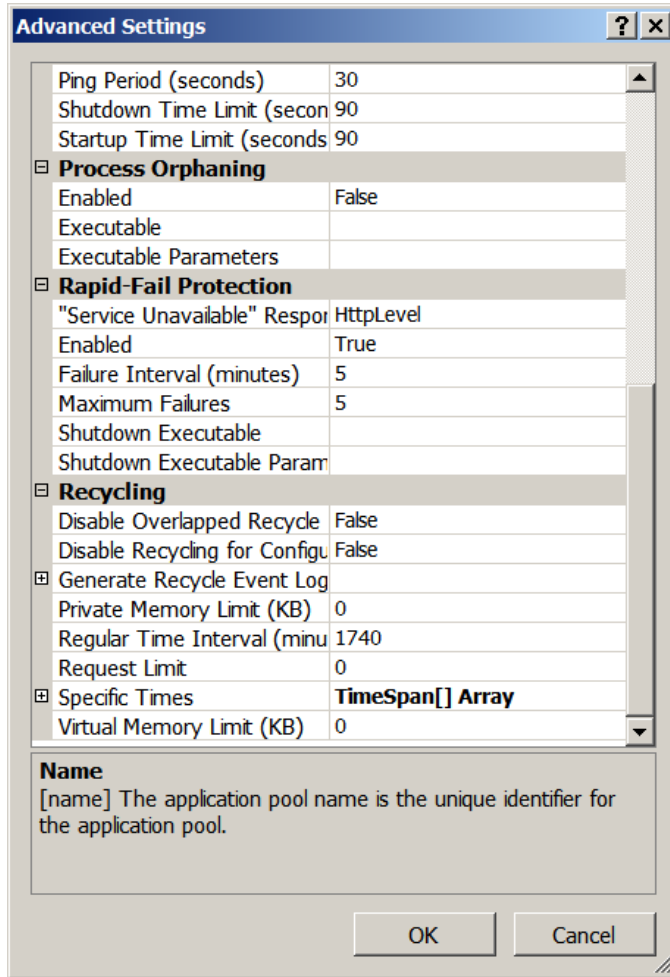 Advanced Settings
Ping Period (seconds) 30
Shutdown Time Limit (secon 90
Startup Time Limit (seconds 90
Process Orphaning
Enabled False
Executable
Executable Parameters
Rapid-Fail Protection
"Service Unavailable" Respor HttpLevel
Enabled True
Failure Interval (minutes) 5
Maximum Failures 5
Shutdown Executable
Shutdown Executable Param
Recycling
Disable Overlapped Recycle False
Disable Recycling for Configu False
Generate Recycle Event Log
Private Memory Limit (KB) 0
Regular Time Interval (minu 1740
Request Limit 0
Specific Times TimeSpan[] Array
Virtual Memory Limit (KB) 0
Name
[name] The application pool name is the unique identifier for
the application pool.
OK Cancel